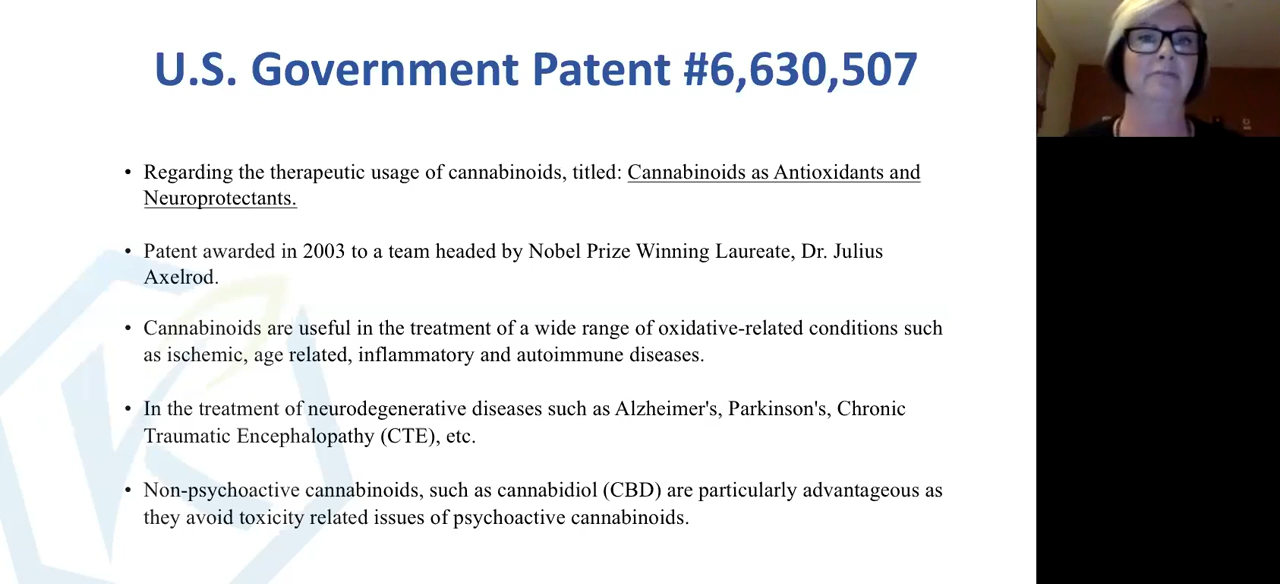 U.S. Government Patent #6,630,507
• Regarding the therapeutic usage of cannabinoids, titled: Cannabinoids as Antioxidants and
Neuroprotectants.
• Patent awarded in 2003 to a team headed by Nobel Prize Winning Laureate, Dr. Julius
Axelrod.
• Cannabinoids are useful in the treatment of a wide range of oxidative-related conditions such
as ischemic, age related, inflammatory and autoimmune diseases.
• In the treatment of neurodegenerative diseases such as Alzheimer's, Parkinson's, Chronic
Traumatic Encephalopathy (CTE), etc.
• Non-psychoactive cannabinoids, such as cannabidiol (CBD) are particularly advantageous as
they avoid toxicity related issues of psychoactive cannabinoids.